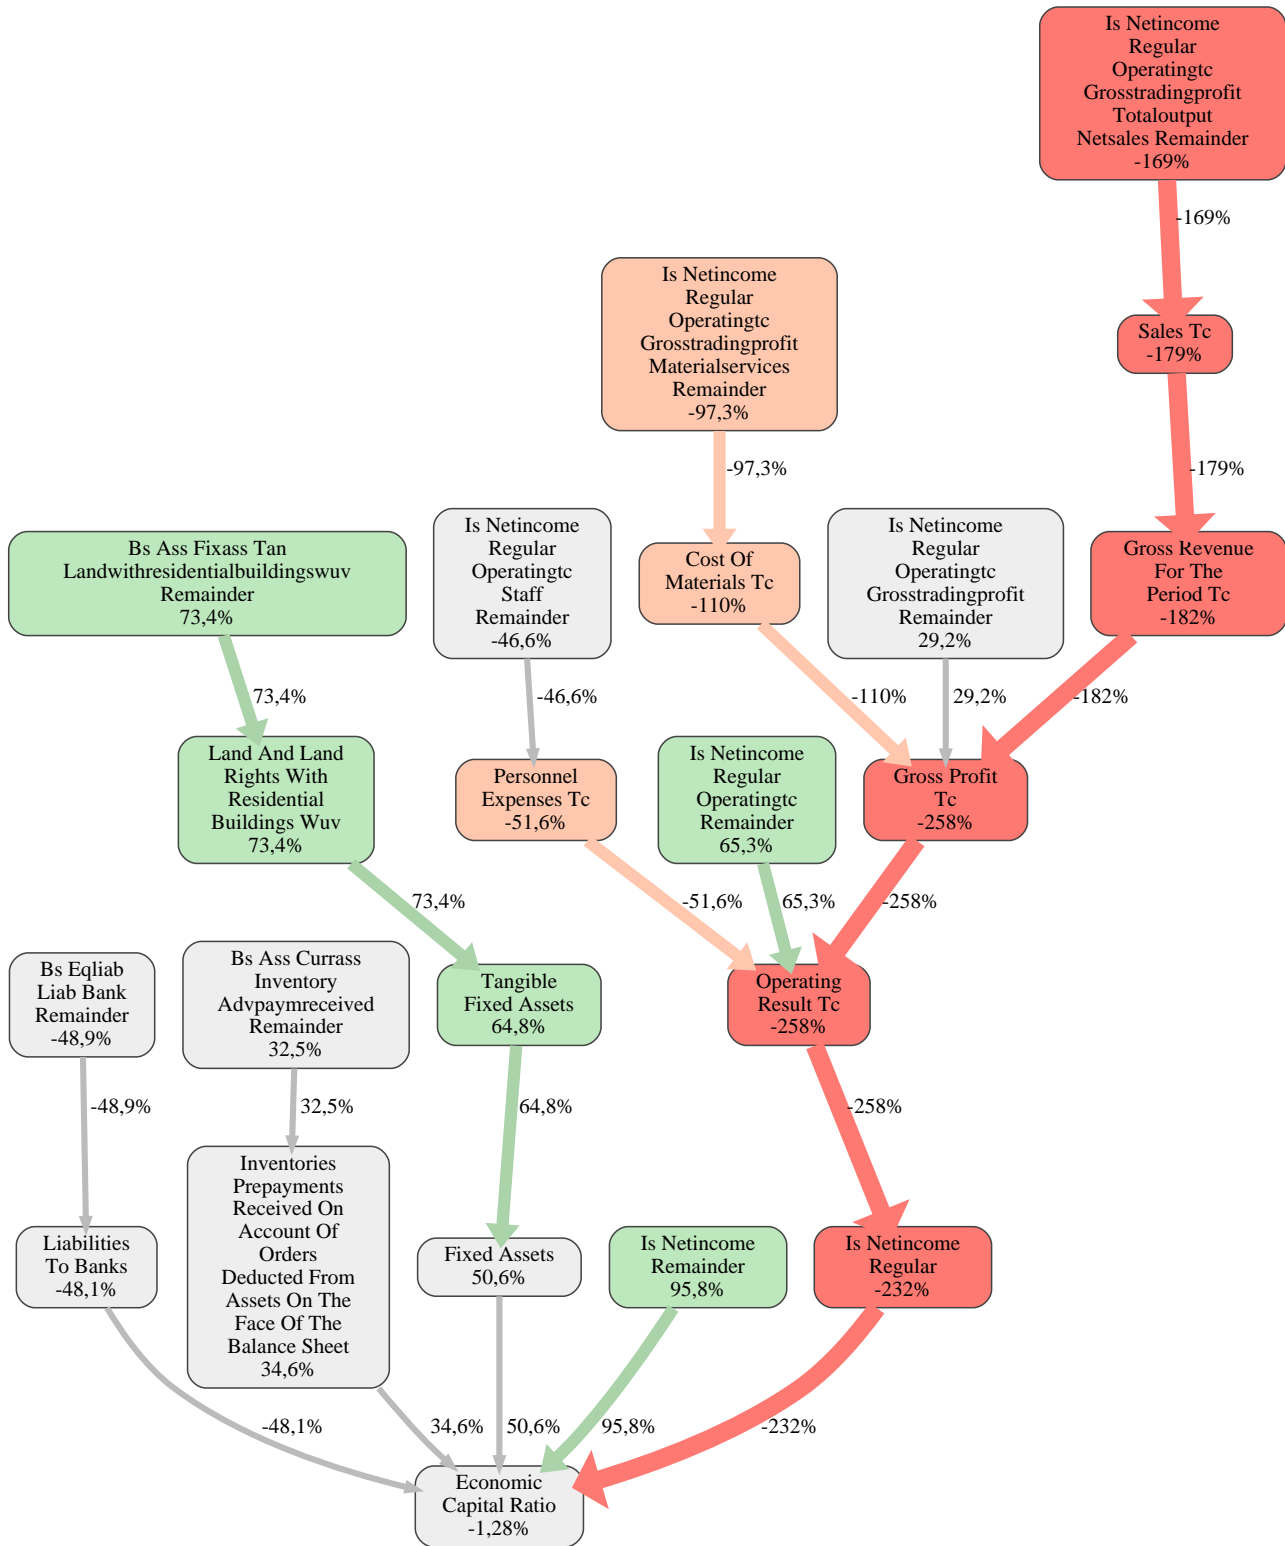 Is Netincome
Regular
Operatingtc
Grosstradingprofit
Totaloutput
Netsales Remainder
-169%
-169%
Is Netincome
Regular
Operatingtc
Grosstradingprofit
Materialservices
Remainder
-97,3%
Sales Tc
-179%
-97,3%
-179%
Bs Ass Fixass Tan
Landwithresidentialbuildingswuv
Remainder
73,4%
Is Netincome
Regular
Operatingtc
Staff
Remainder
-46,6%
Cost Of
Materials Tc
-110%
Is Netincome
Regular
Operatingtc
Grosstradingprofit
Remainder
29,2%
Gross Revenue
For The
Period Tc
-182%
73,4%
-46,6%
-110%
29,2%
-182%
Land And Land
Rights With
Residential
Buildings Wuv
73,4%
Personnel
Expenses Tc
-51,6%
Is Netincome
Regular
Operatingtc
Remainder
65,3%
Gross Profit
Tc
-258%
73,4%
-51,6%
65,3%
-258%
Bs Eqliab
Liab Bank
Remainder
-48,9%
Bs Ass Currass
Inventory
Advpaymreceived
Remainder
32,5%
Tangible
Fixed Assets
64,8%
Operating
Result Tc
-258%
-48,9%
32,5%
64,8%
-258%
Liabilities
To Banks
-48,1%
Inventories
Prepayments
Received On
Account Of
Orders
Deducted From
Assets On The
Face Of The
Balance Sheet
34,6%
Fixed Assets
50,6%
Is Netincome
Remainder
95,8%
Is Netincome
Regular
-232%
-48,1%
34,6%
50,6%
95,8%
-232%
Economic
Capital Ratio
-1,28%